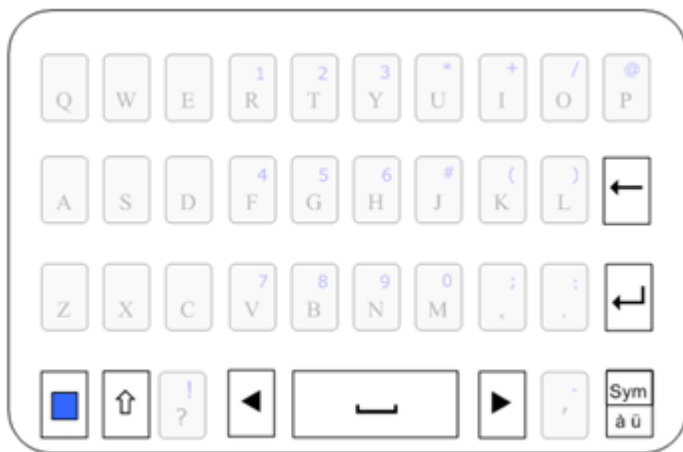 Q W E 1 R 2 T 3 Y * U + I / O @ P
A S D 4 F 5 G 6 H # J ( K ) L ←
Z X C 7 V 8 B 9 N 0 M ; , : . ↵
⇧ ! ? ◀ ⎵ ▶ - ' Sym
à ü